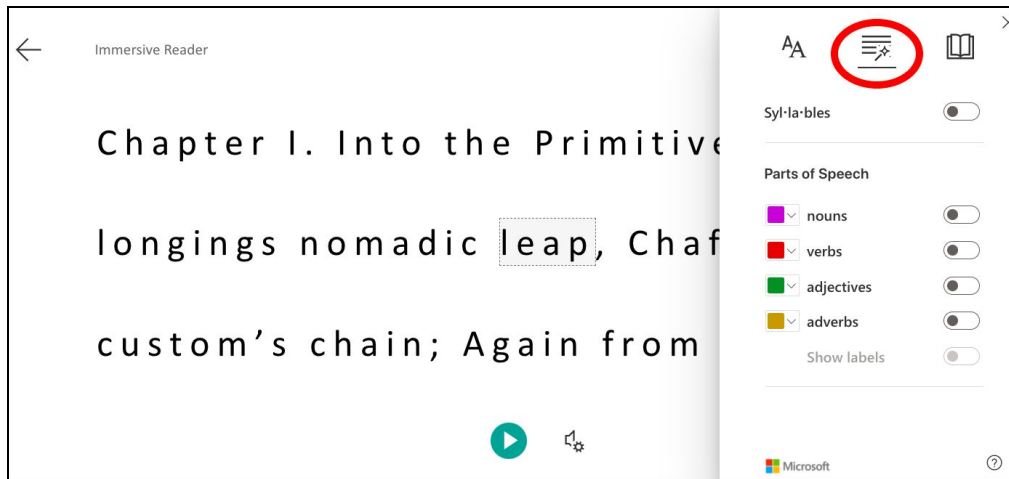 Immersive Reader
Chapter I. Into the Primitive
longings nomadic leap, Chaf
custom’s chain; Again from
AA
Syl·la·bles
Parts of Speech
nouns
verbs
adjectives
adverbs
Show labels
Microsoft
?